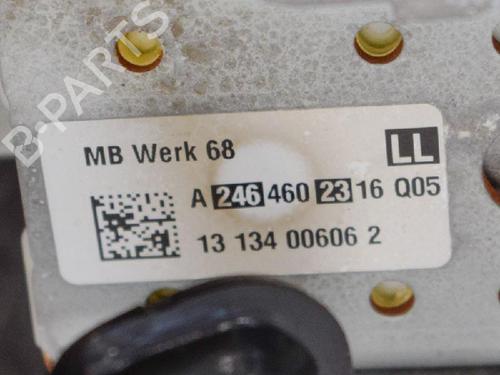 B-PARTS
MB Werk 68
LL
A 246 460 23 16 Q05
13 134 00606 2